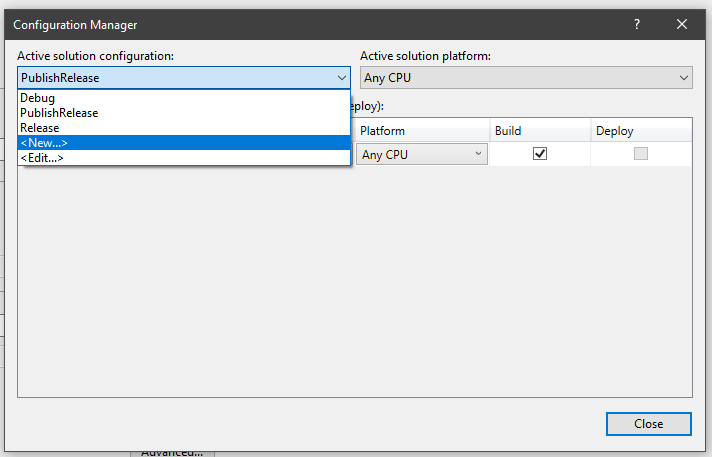 Configuration Manager
?
Active solution configuration:
Active solution platform:
PublishRelease
Any CPU
Debug
PublishRelease
Release
<New...>
<Edit...>
eploy):
Platform
Build
Deploy
Any CPU
Close
Advanced...